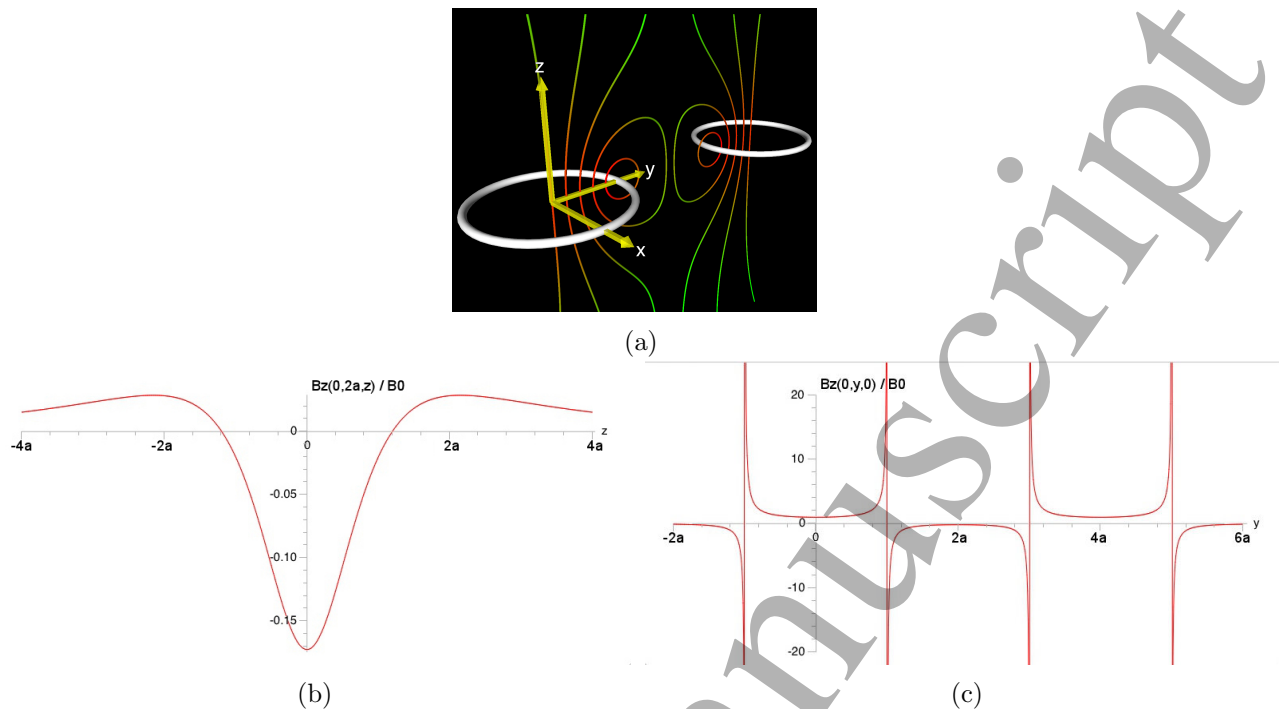 z
y
x
(a)
Bz(0,2a,z) / B0
0
z
-4a
-2a
0
2a
4a
-0.05
-0.10
-0.15
(b)
Bz(0,y,0) / B0
20
10
0
y
-2a
0
2a
4a
6a
-10
-20
(c)
nuscript